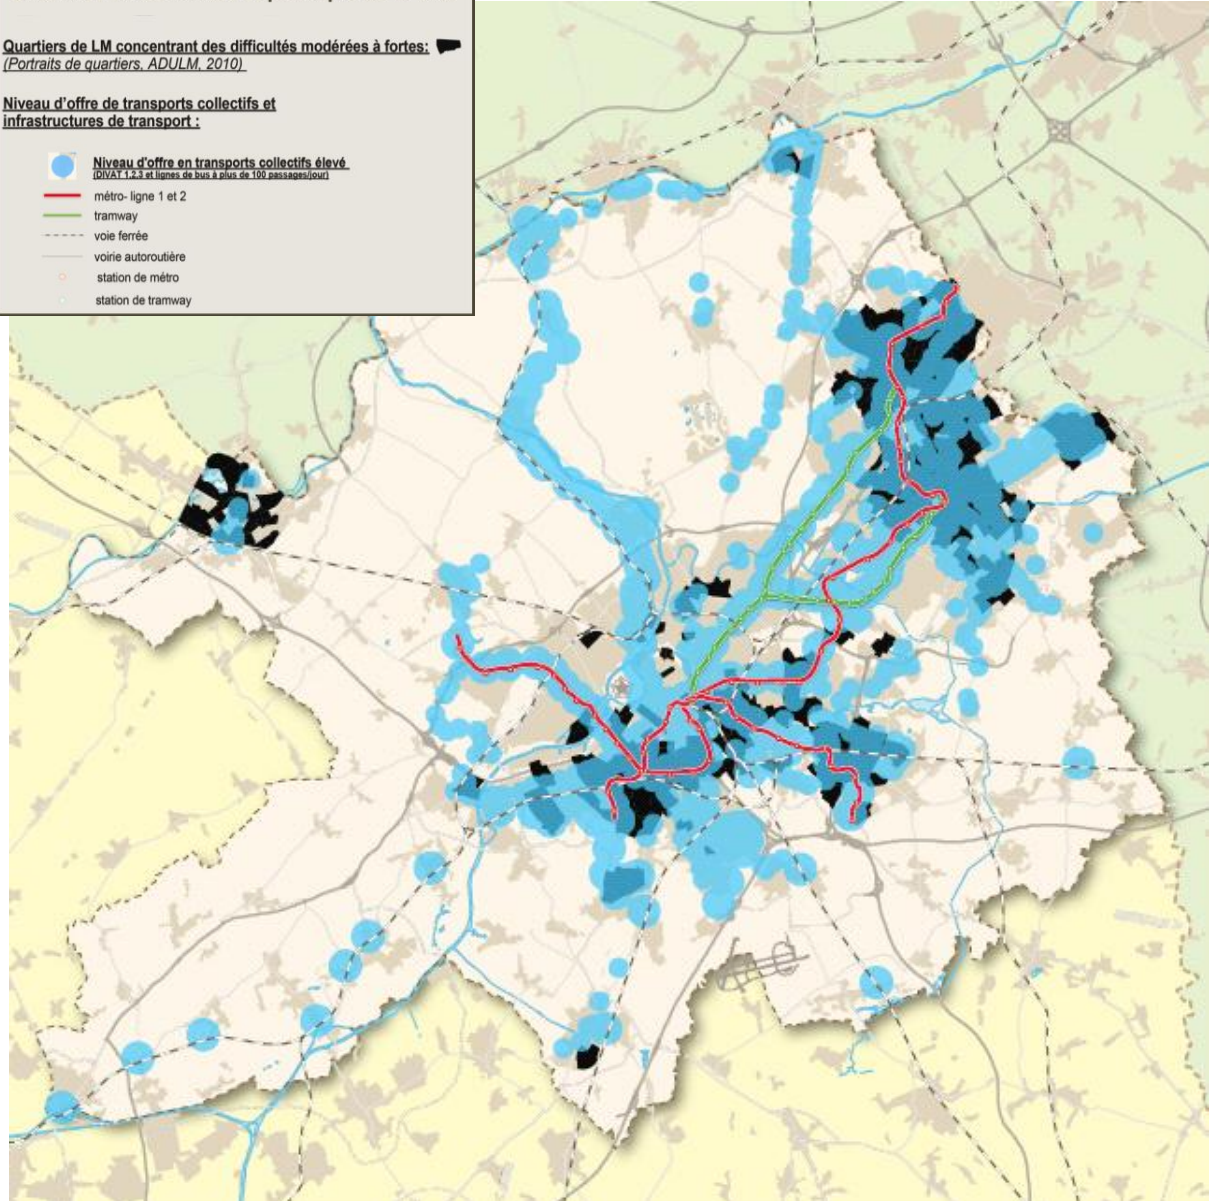 Quartiers de LM concentrant des difficultés modérées à fortes:
(Portraits de quartiers, ADULM, 2010)
Niveau d'offre de transports collectifs et
infrastructures de transport :
Niveau d'offre en transports collectifs élevé
(DIVAT 1,2,3 et lignes de bus à plus de 100 passages/jour)
métro- ligne 1 et 2
tramway
voie ferrée
voirie autoroutière
station de métro
station de tramway